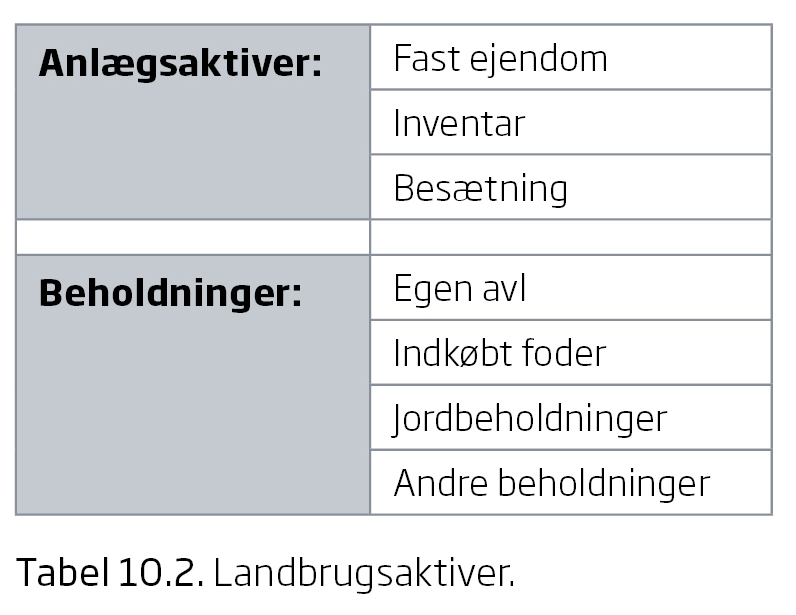 Anlægsaktiver:
Fast ejendom
Inventar
Besætning
Beholdninger:
Egen avl
Indkøbt foder
Jordbeholdninger
Andre beholdninger
Tabel 10.2. Landbrugsaktiver.